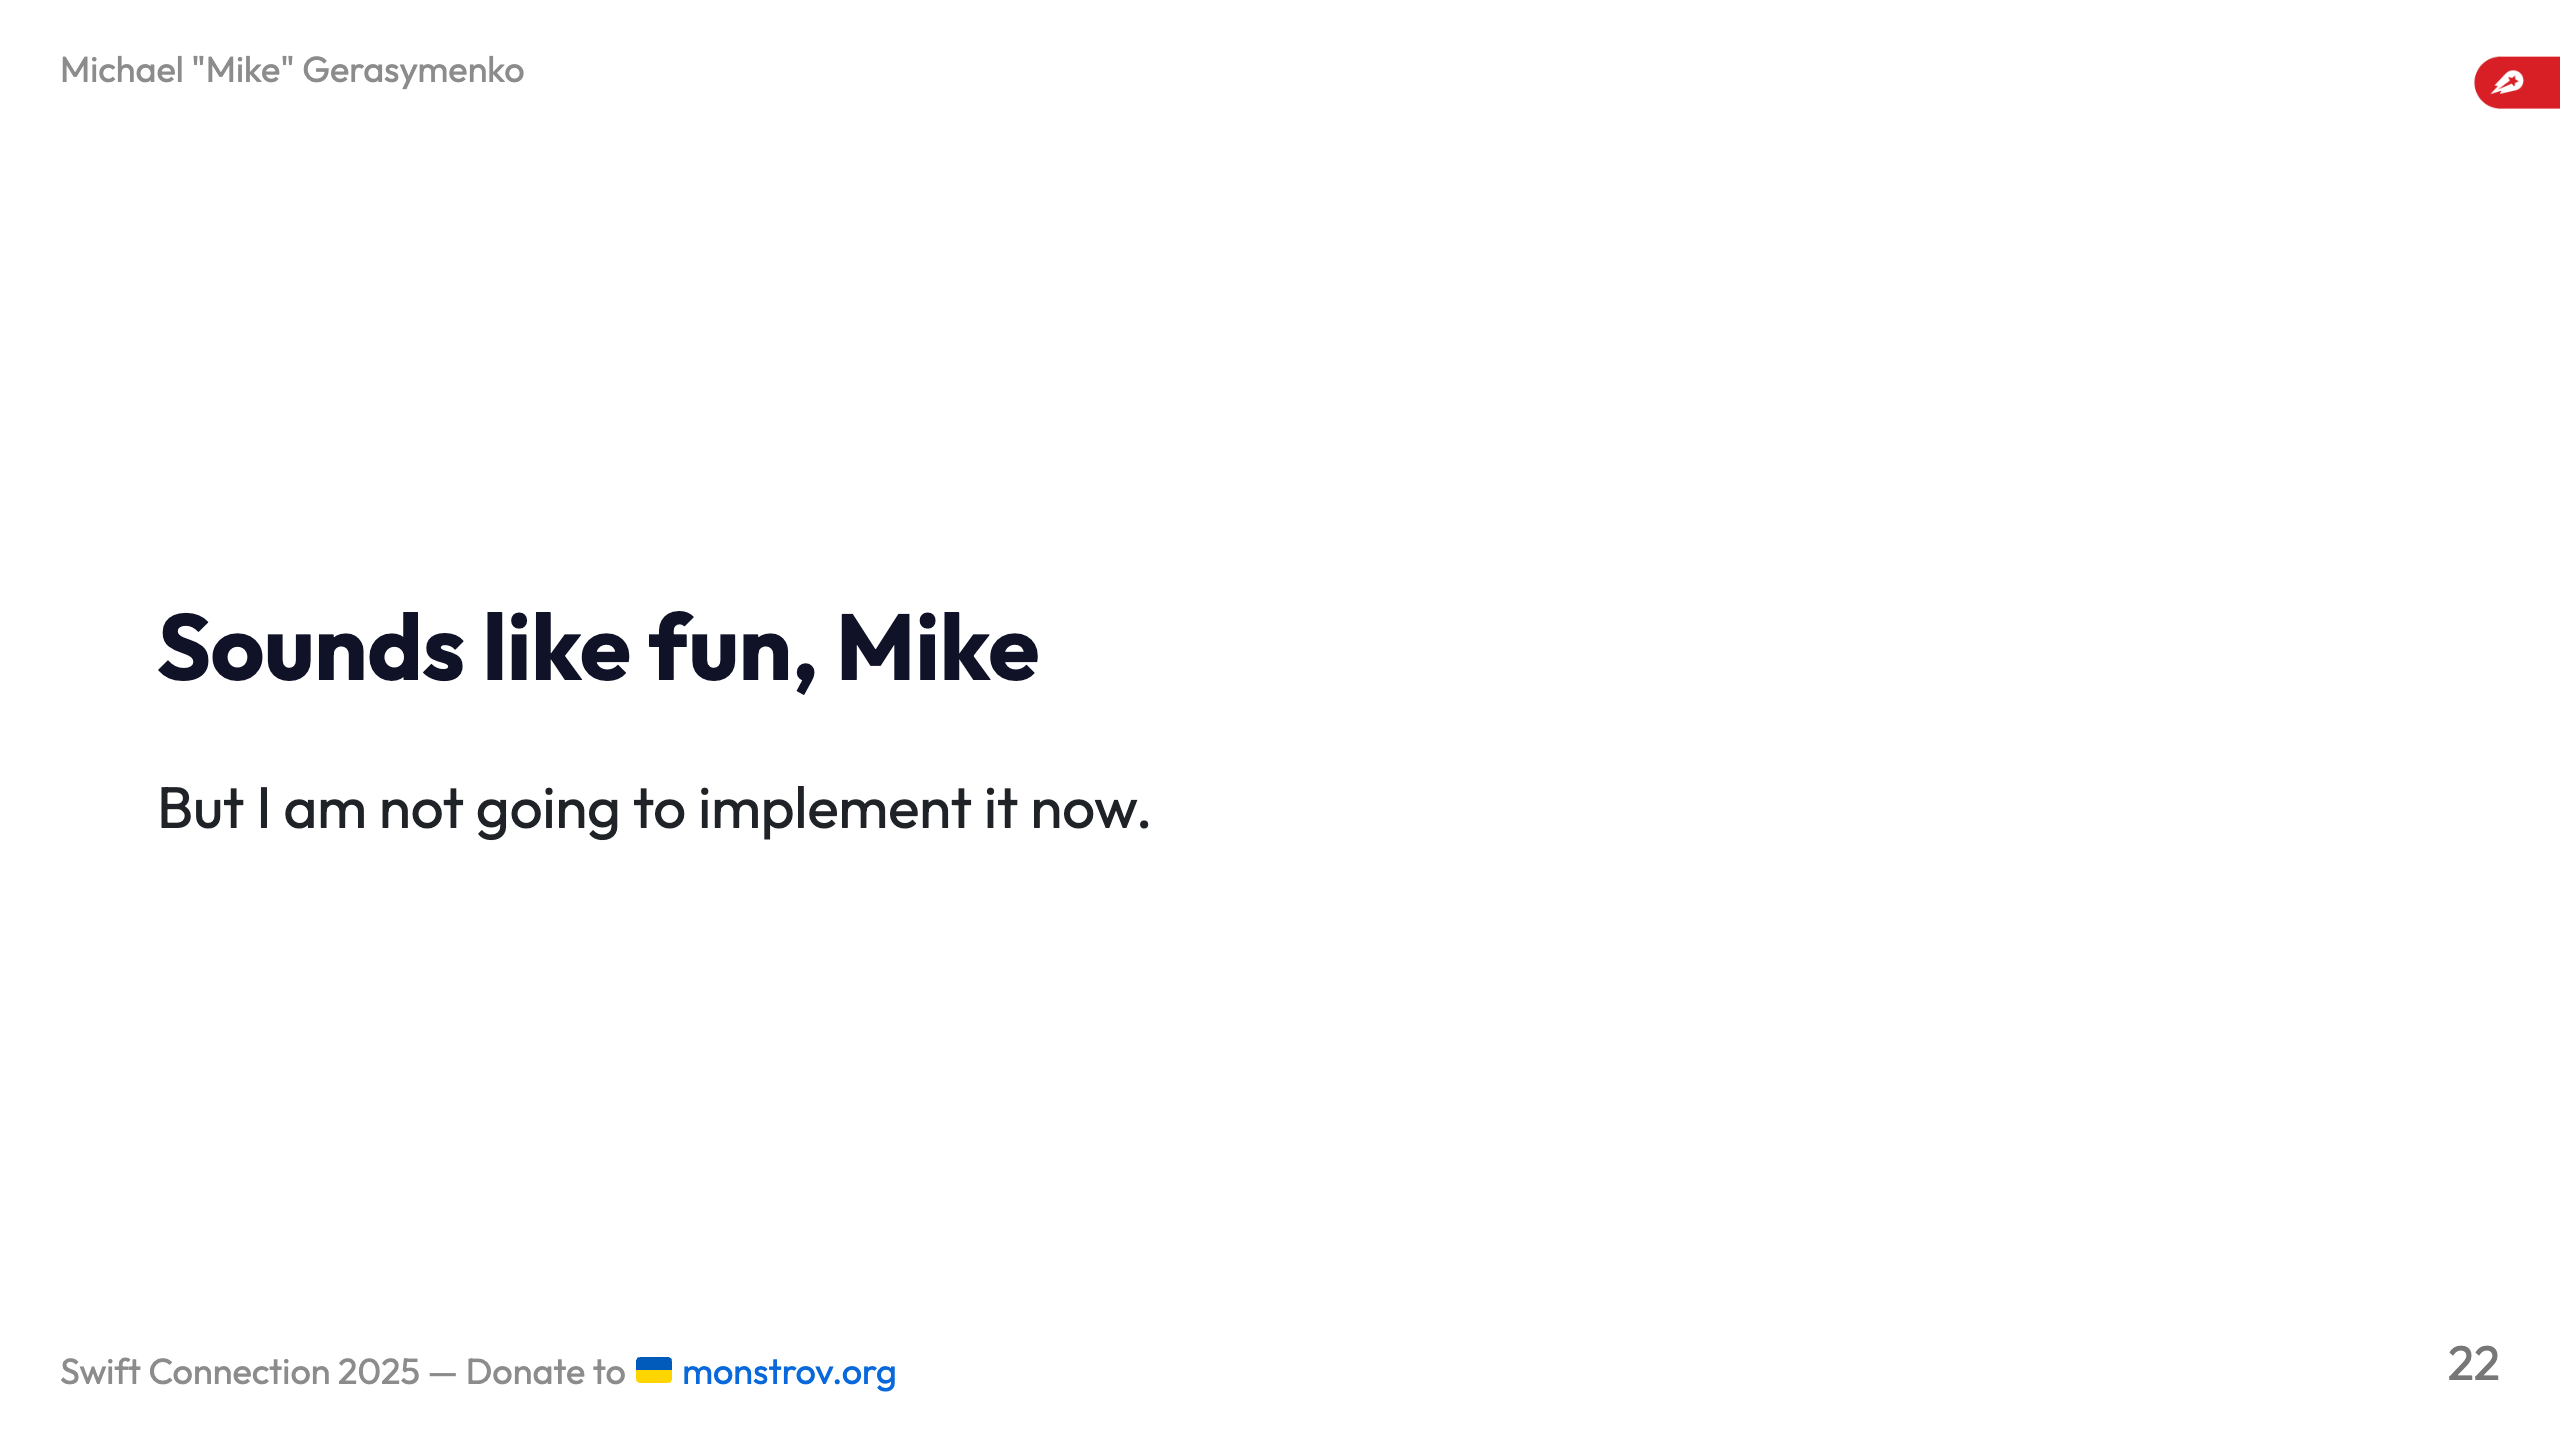 Michael "Mike" Gerasymenko
Sounds like fun, Mike
But I am not going to implement it now.
Swift Connection 2025 — Donate to 🇺🇦 monstrov.org
22